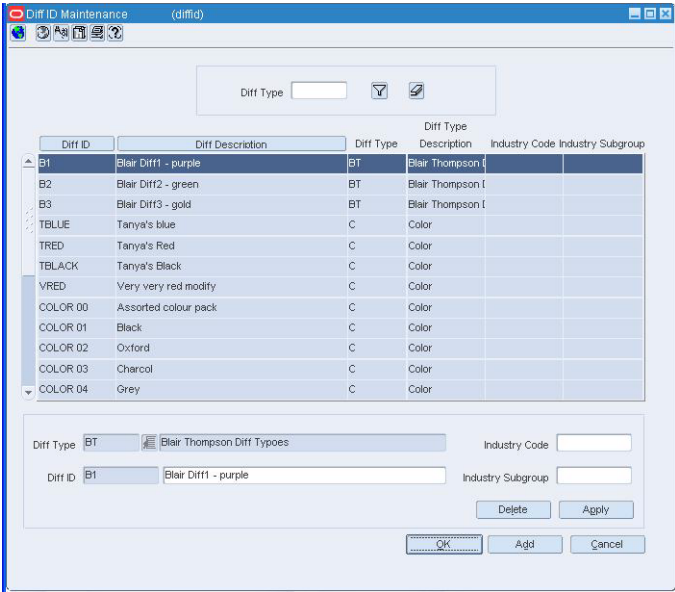 Diff ID Maintenance (diffid)
Diff Type
Diff Type
Diff ID Diff Description Diff Type Description Industry Code Industry Subgroup
B1 Blair Diff1 - purple BT Blair Thompson D
B2 Blair Diff2 - green BT Blair Thompson D
B3 Blair Diff3 - gold BT Blair Thompson D
TBLUE Tanya's blue C Color
TRED Tanya's Red C Color
TBLACK Tanya's Black C Color
VRED Very very red modify C Color
COLOR 00 Assorted colour pack C Color
COLOR 01 Black C Color
COLOR 02 Oxford C Color
COLOR 03 Charcol C Color
COLOR 04 Grey C Color
Diff Type BT Blair Thompson Diff Typoes Industry Code
Diff ID B1 Blair Diff1 - purple Industry Subgroup
Delete Apply
OK Add Cancel